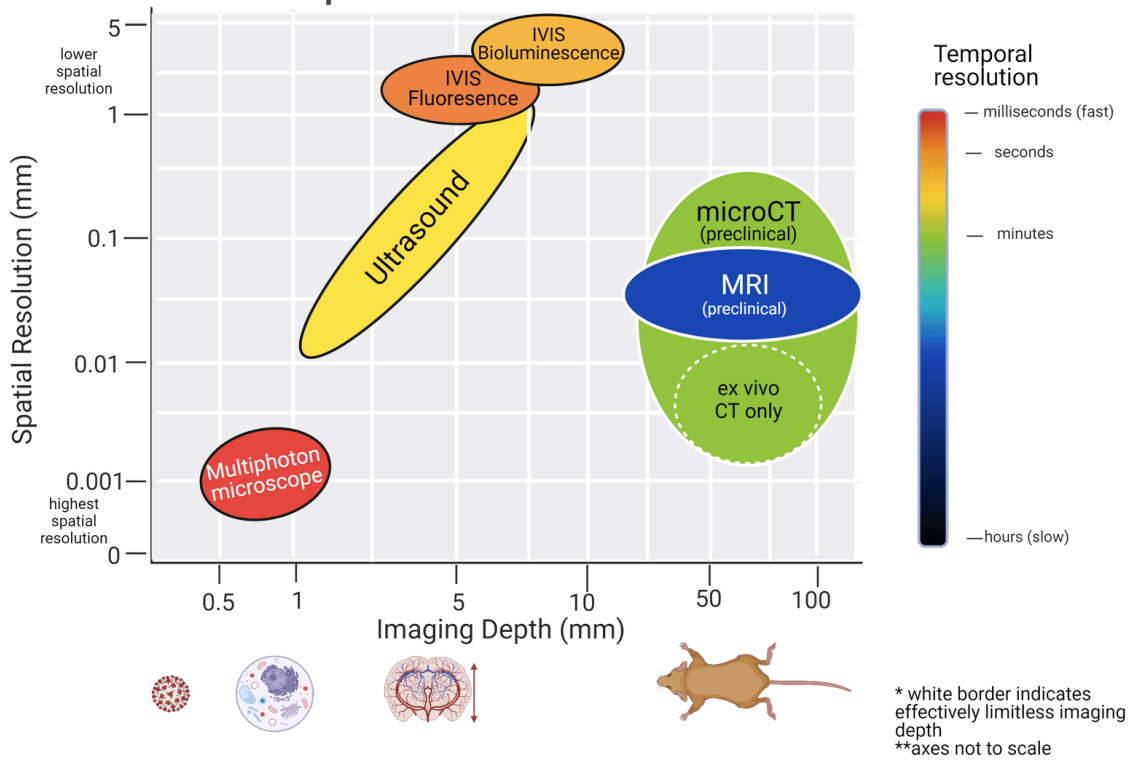 5
lower
spatial
resolution
1
0.1
0.01
0.001
highest
spatial
resolution
0
Spatial Resolution (mm)
IVIS
Bioluminescence
IVIS
Fluoresence
Ultrasound
microCT
(preclinical)
MRI
(preclinical)
ex vivo
CT only
Multiphoton
microscope
0.5
1
5
10
50
100
Imaging Depth (mm)
Temporal
resolution
milliseconds (fast)
seconds
minutes
hours (slow)
* white border indicates
effectively limitless imaging
depth
**axes not to scale